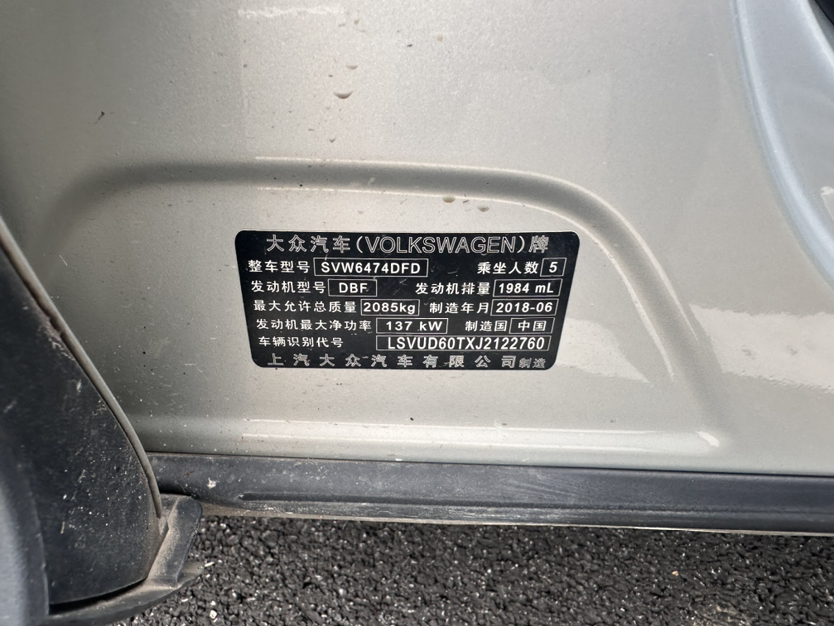 大众汽车(VOLKSWAGEN)牌
整车型号 SVW6474DFD 乘坐人数 5
发动机型号 DBF 发动机排量 1984 mL
最大允许总质量 2085kg 制造年月 2018-06
发动机最大净功率 137 kW 制造国 中国
车辆识别代号 LSVUD60TXJ2122760
上汽大众汽车有限公司制造